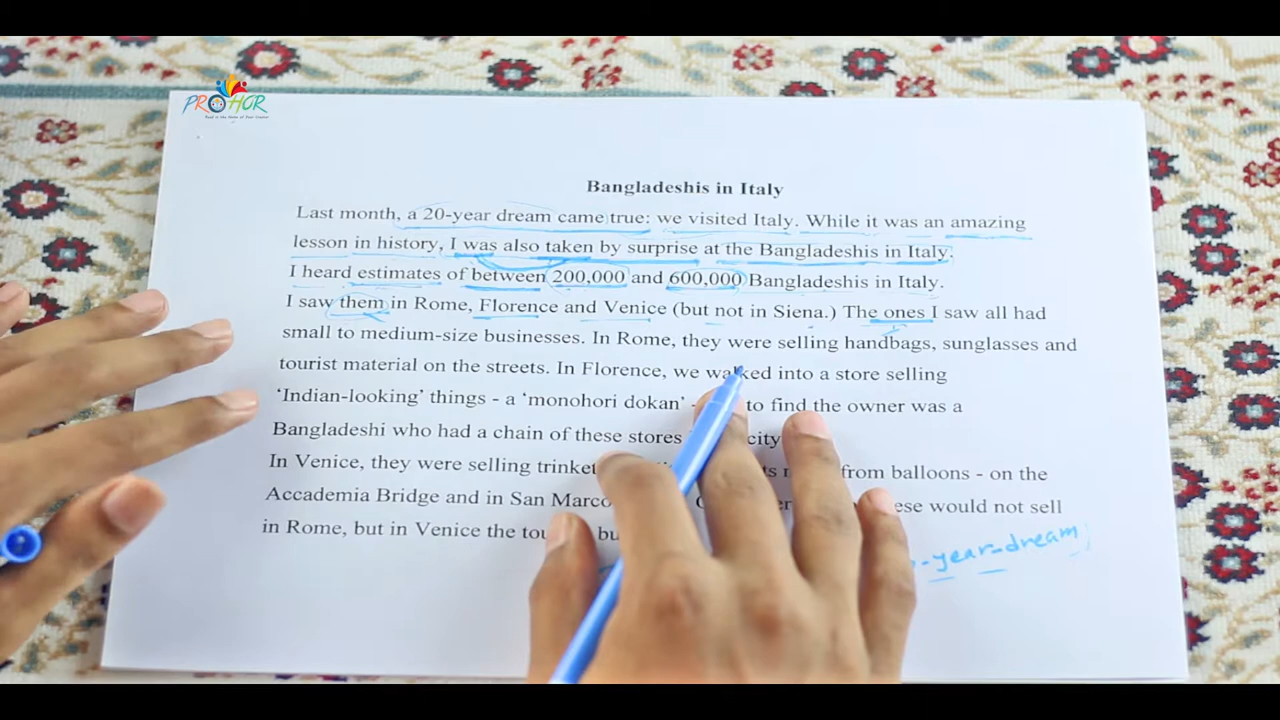 PROHOR
Bangladeshis in Italy
Last month, a 20-year dream came true: we visited Italy. While it was an amazing
lesson in history, I was also taken by surprise at the Bangladeshis in Italy.
I heard estimates of between 200,000 and 600,000 Bangladeshis in Italy.
I saw them in Rome, Florence and Venice (but not in Siena.) The ones I saw all had
small to medium-size businesses. In Rome, they were selling handbags, sunglasses and
tourist material on the streets. In Florence, we walked into a store selling
‘Indian-looking’ things - a ‘monohori dokan’ - to find the owner was a
Bangladeshi who had a chain of these stores city
In Venice, they were selling from balloons - on the
Accademia Bridge and in San Marco would not sell
in Rome, but in Venice the
-year-dream